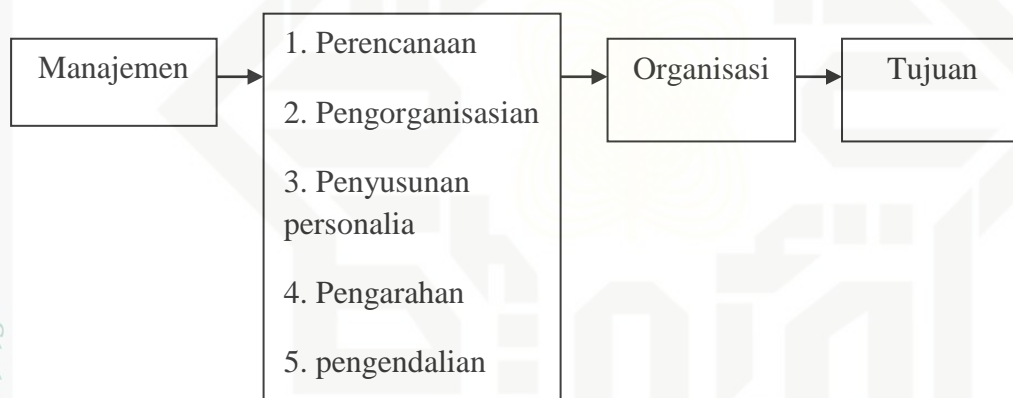 Manajemen
1. Perencanaan
2. Pengorganisasian
3. Penyusunan
personalia
4. Pengarahan
5. pengendalian
Organisasi
Tujuan